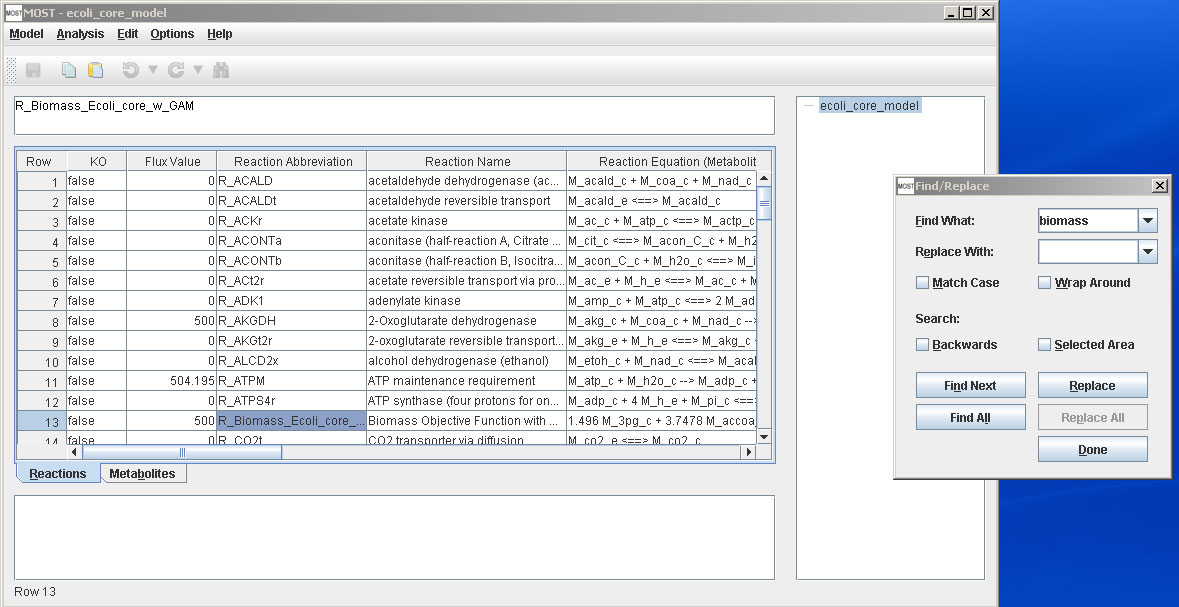 MOST MOST - ecoli_core_model
Model Analysis Edit Options Help
R_Biomass_Ecoli_core_w_GAM
ecoli_core_model
Row KO Flux Value Reaction Abbreviation Reaction Name Reaction Equation (Metabolit
1 false 0 R_ACALD acetaldehyde dehydrogenase (ac... M_acald_c + M_coa_c + M_nad_c
2 false 0 R_ACALDt acetaldehyde reversible transport M_acald_e <==> M_acald_c
3 false 0 R_ACKr acetate kinase M_ac_c + M_atp_c <==> M_actp_c
4 false 0 R_ACONTa aconitase (half-reaction A, Citrate ... M_cit_c <==> M_acon_C_c + M_h2
5 false 0 R_ACONTb aconitase (half-reaction B, Isocitra... M_acon_C_c + M_h2o_c <==> M_i
6 false 0 R_ACt2r acetate reversible transport via pro... M_ac_e + M_h_e <==> M_ac_c + M
7 false 0 R_ADK1 adenylate kinase M_amp_c + M_atp_c <==> 2 M_ad
8 false 500 R_AKGDH 2-Oxoglutarate dehydrogenase M_akg_c + M_coa_c + M_nad_c --&gt;
9 false 0 R_AKGt2r 2-oxoglutarate reversible transport... M_akg_e + M_h_e <==> M_akg_c
10 false 0 R_ALCD2x alcohol dehydrogenase (ethanol) M_etoh_c + M_nad_c <==> M_acal
11 false 504.195 R_ATPM ATP maintenance requirement M_atp_c + M_h2o_c --> M_adp_c +
12 false 0 R_ATPS4r ATP synthase (four protons for on... M_adp_c + 4 M_h_e + M_pi_c <==
13 false 500 R_Biomass_Ecoli_core_... Biomass Objective Function with ... 1.496 M_3pg_c + 3.7478 M_accoa
14 false 0 R_CO2t CO2 transporter via diffusion M_co2_e <==> M_co2_c
Reactions Metabolites
Row 13
MOST Find/Replace
Find What: biomass
Replace With:
Match Case Wrap Around
Search:
Backwards Selected Area
Find Next Replace
Find All Replace All
Done